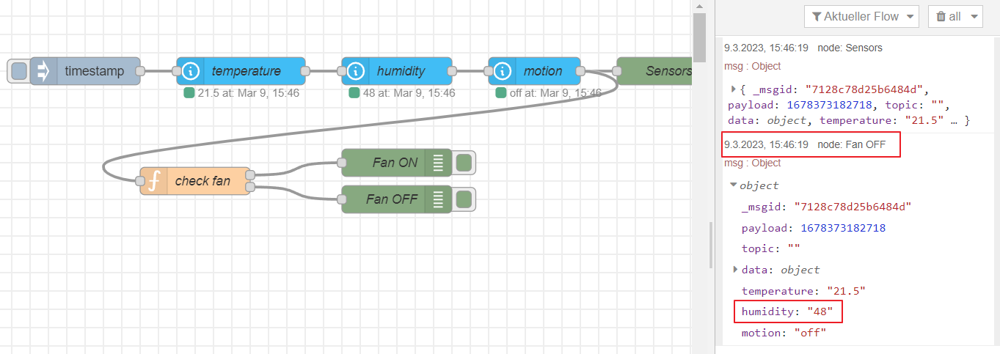 timestamp
temperature
humidity
motion
Sensors
21.5 at: Mar 9, 15:46
48 at: Mar 9, 15:46
off at: Mar 9, 15:46
check fan
Fan ON
Fan OFF
Aktueller Flow
all
9.3.2023, 15:46:19 node: Sensors
msg : Object
{ _msgid: "7128c78d25b6484d",
payload: 1678373182718, topic: "",
data: object, temperature: "21.5" … }
9.3.2023, 15:46:19 node: Fan OFF
msg : Object
object
_msgid: "7128c78d25b6484d"
payload: 1678373182718
topic: ""
data: object
temperature: "21.5"
humidity: "48"
motion: "off"